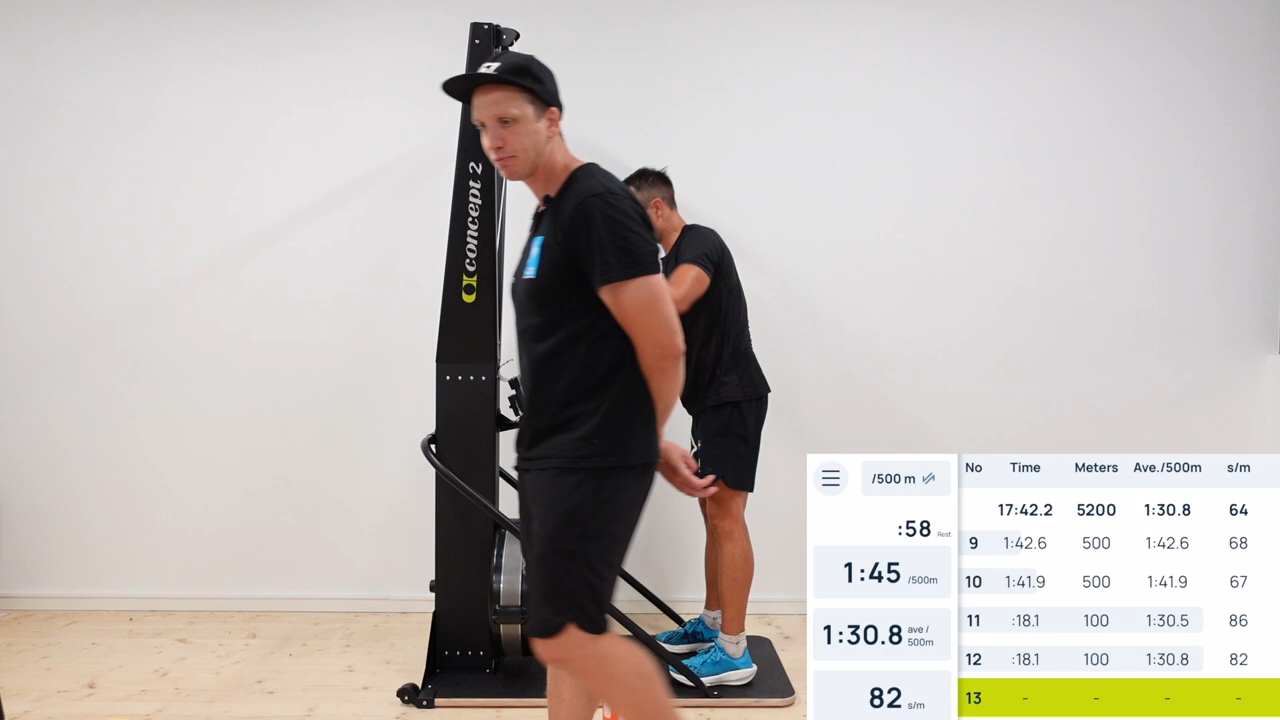 concept 2
/500 m
:58 Rest
1:45 /500m
1:30.8 ave / 500m
82 s/m
No Time Meters Ave./500m s/m
17:42.2 5200 1:30.8 64
9 1:42.6 500 1:42.6 68
10 1:41.9 500 1:41.9 67
11 :18.1 100 1:30.5 86
12 :18.1 100 1:30.8 82
13 - - - -